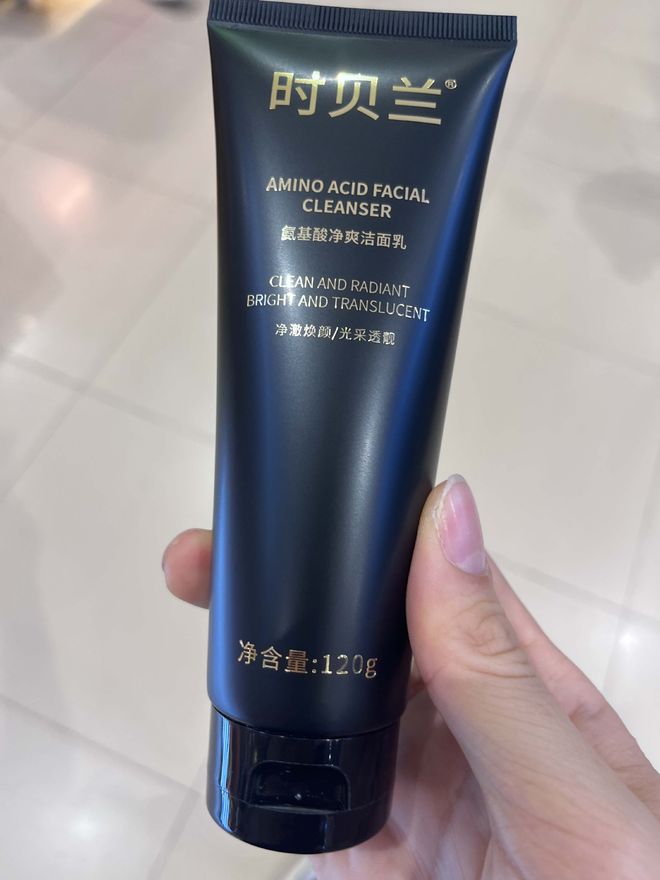 时贝兰®
AMINO ACID FACIAL
CLEANSER
氨基酸净爽洁面乳
CLEAN AND RADIANT
BRIGHT AND TRANSLUCENT
净澈焕颜/光采透靓
净含量:120g